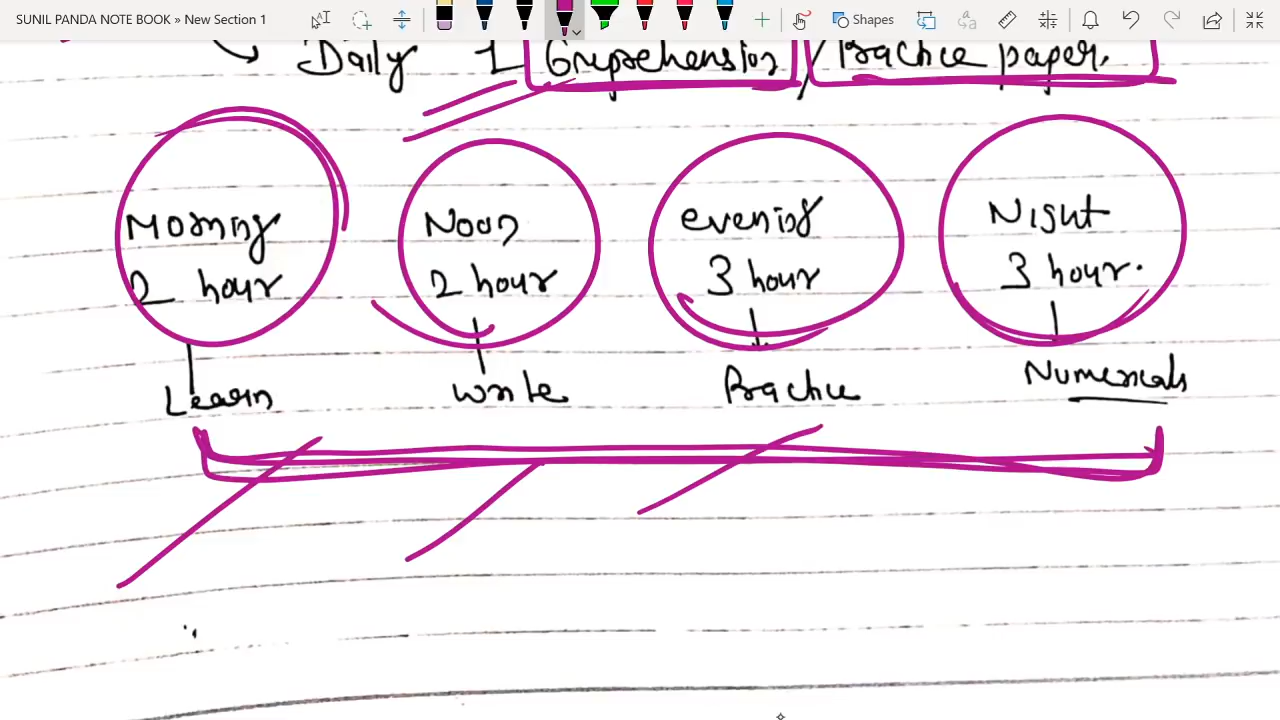 SUNIL PANDA NOTE BOOK » New Section 1
Shapes
Daily 1 Comprehension / Practice paper.
Morning Noon evening Night
2 hour 2 hour 3 hour 3 hour.
Learn write Practice Numericals